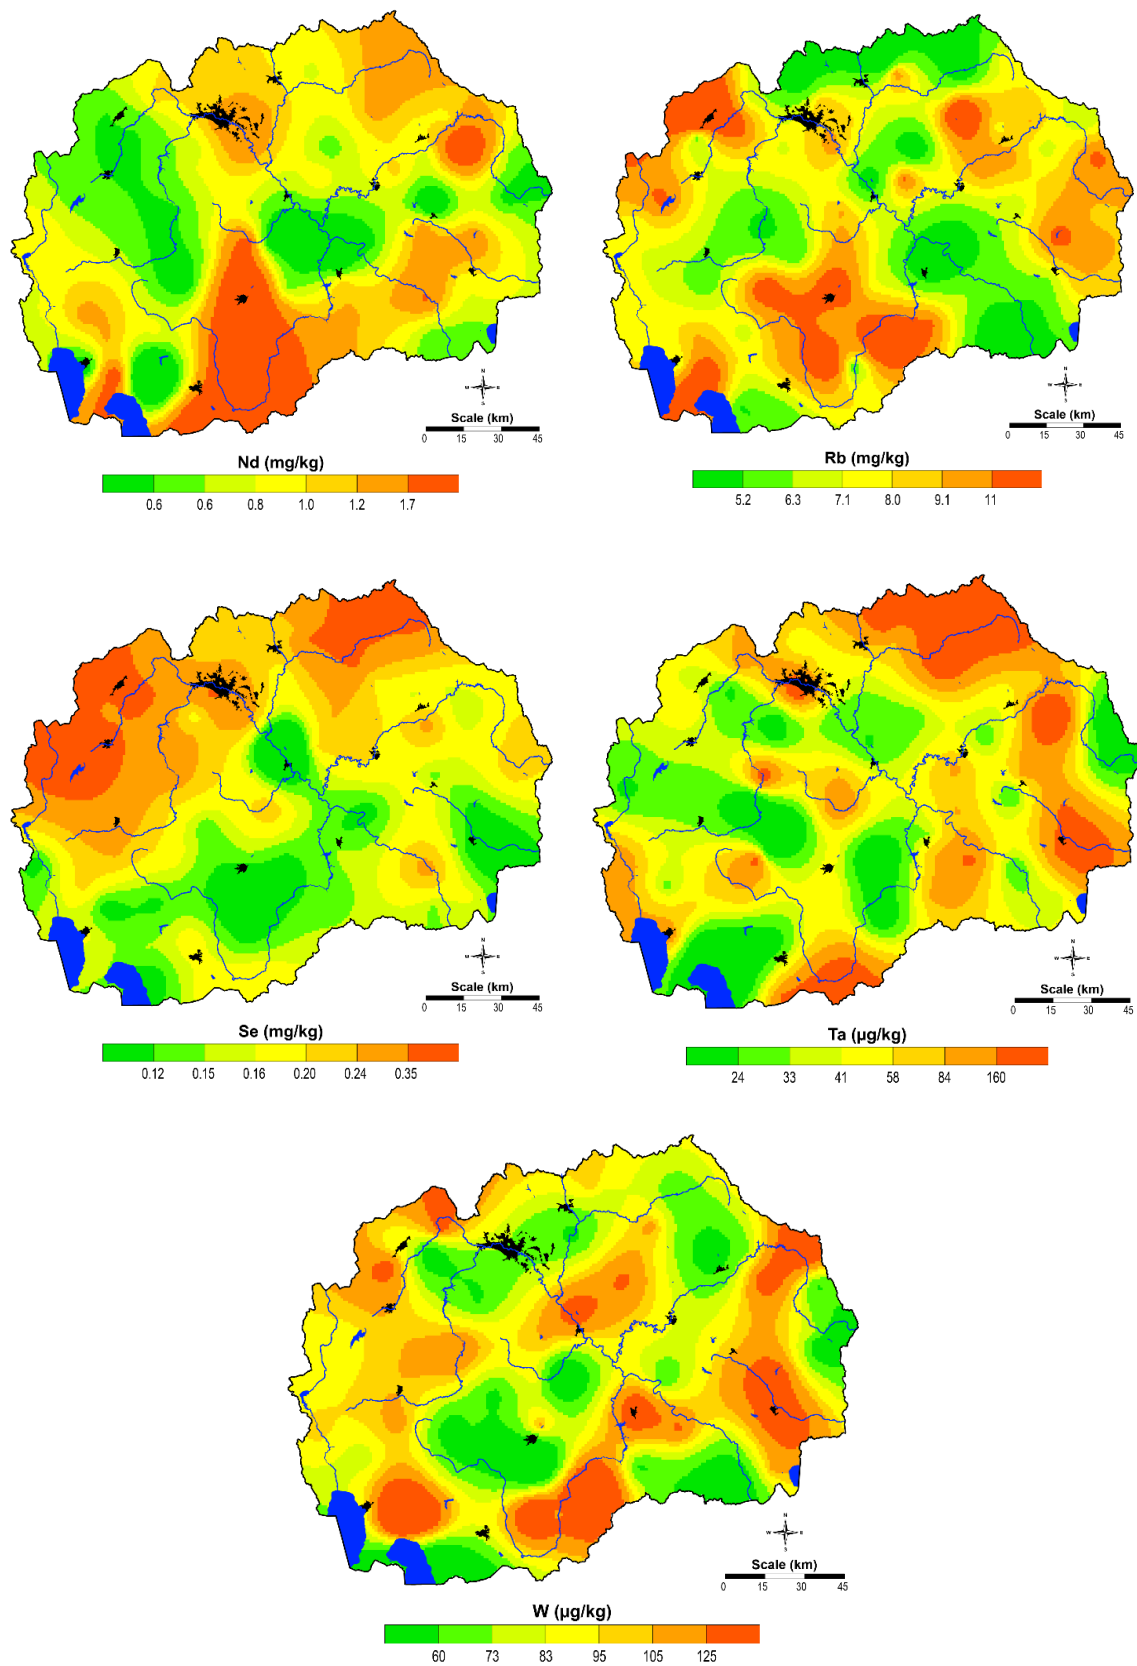 N
W E
S
Scale (km)
0 15 30 45
Nd (mg/kg)
0.6 0.6 0.8 1.0 1.2 1.7
N
W E
S
Scale (km)
0 15 30 45
Rb (mg/kg)
5.2 6.3 7.1 8.0 9.1 11
N
W E
S
Scale (km)
0 15 30 45
Se (mg/kg)
0.12 0.15 0.16 0.20 0.24 0.35
N
W E
S
Scale (km)
0 15 30 45
Ta (µg/kg)
24 33 41 58 84 160
N
W E
S
Scale (km)
0 15 30 45
W (µg/kg)
60 73 83 95 105 125